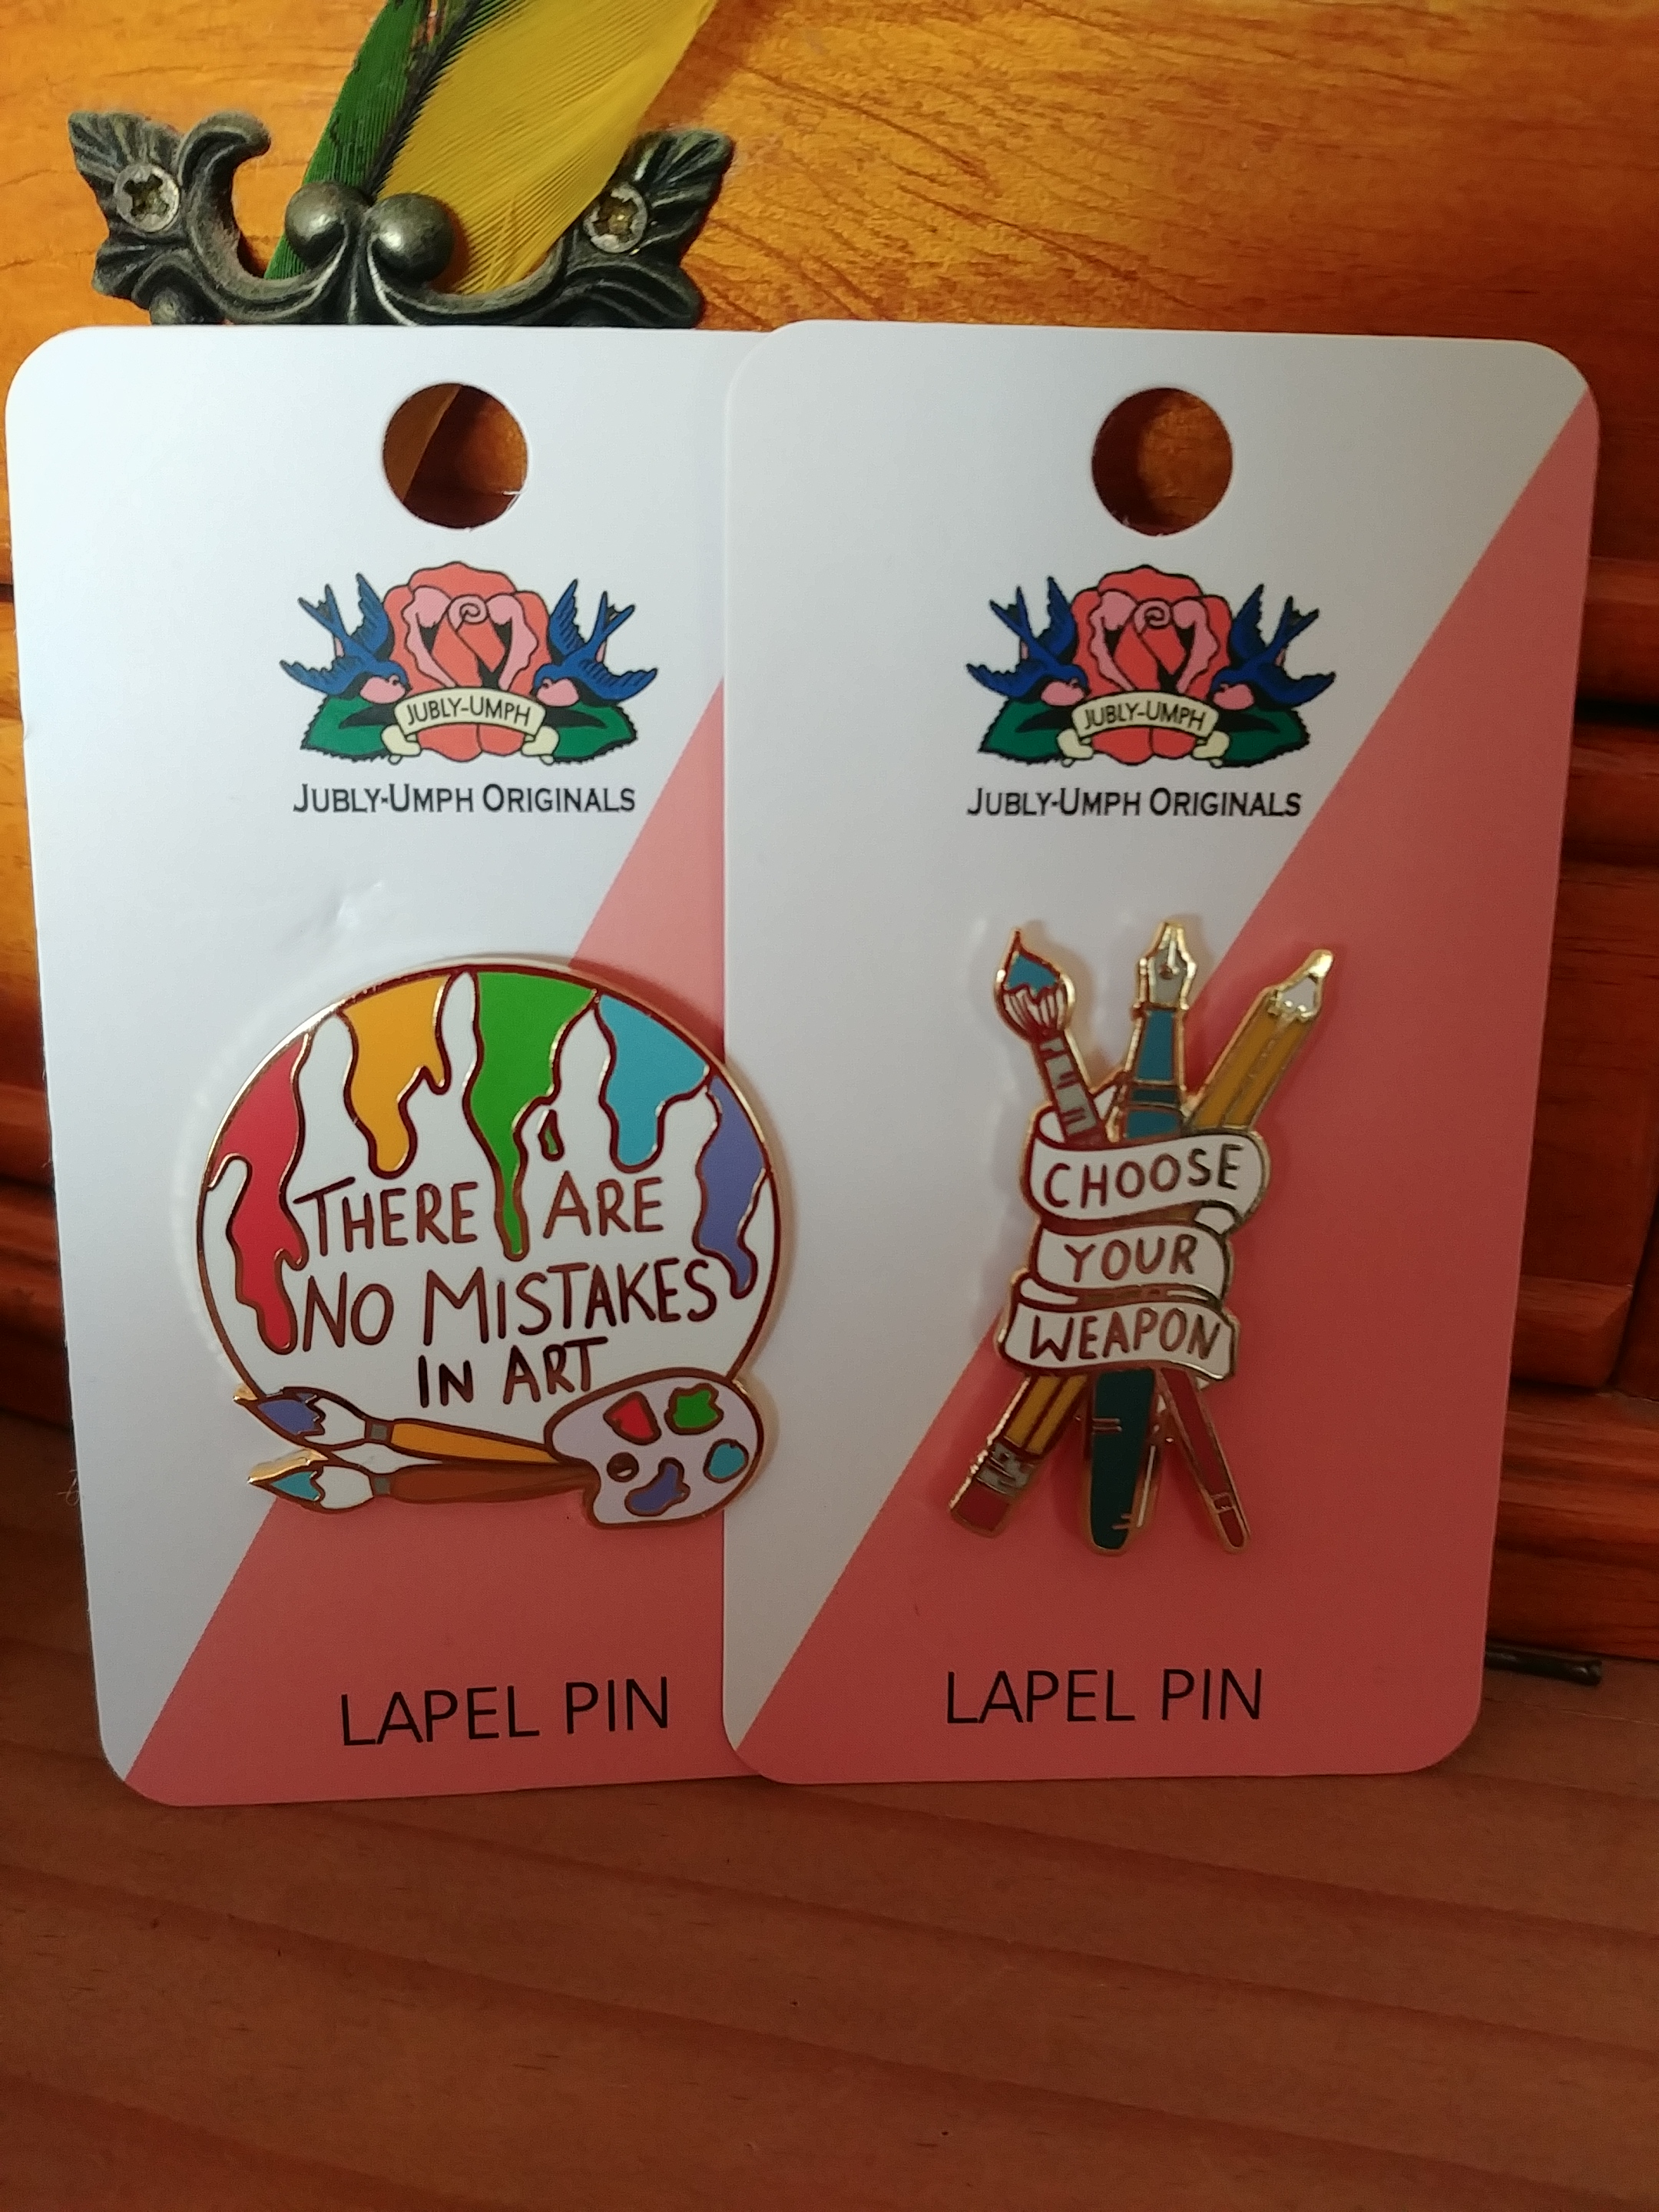 JUBLY-UMPH
JUBLY-UMPH ORIGINALS
THERE ARE
NO MISTAKES
IN ART
LAPEL PIN
JUBLY-UMPH
JUBLY-UMPH ORIGINALS
CHOOSE
YOUR
WEAPON
LAPEL PIN